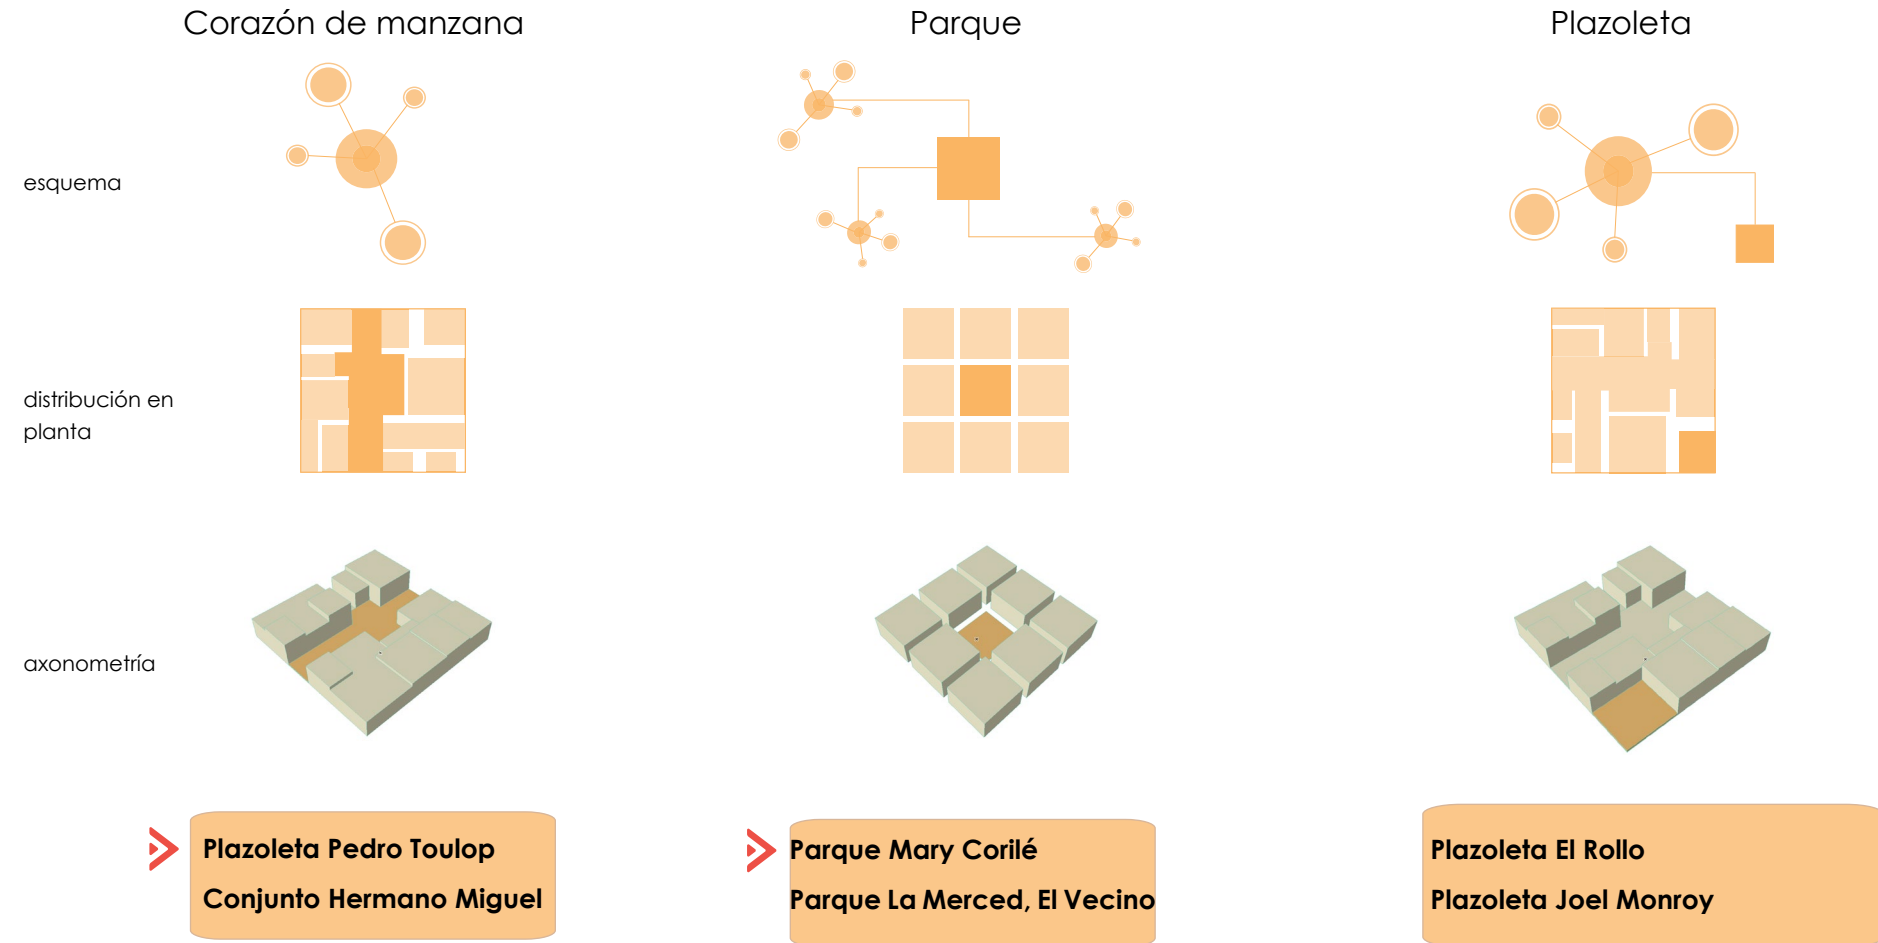 Corazón de manzana
Parque
Plazoleta
esquema
distribución en
planta
axonometría
Plazoleta Pedro Toulop
Conjunto Hermano Miguel
Parque Mary Corilé
Parque La Merced, El Vecino
Plazoleta El Rollo
Plazoleta Joel Monroy